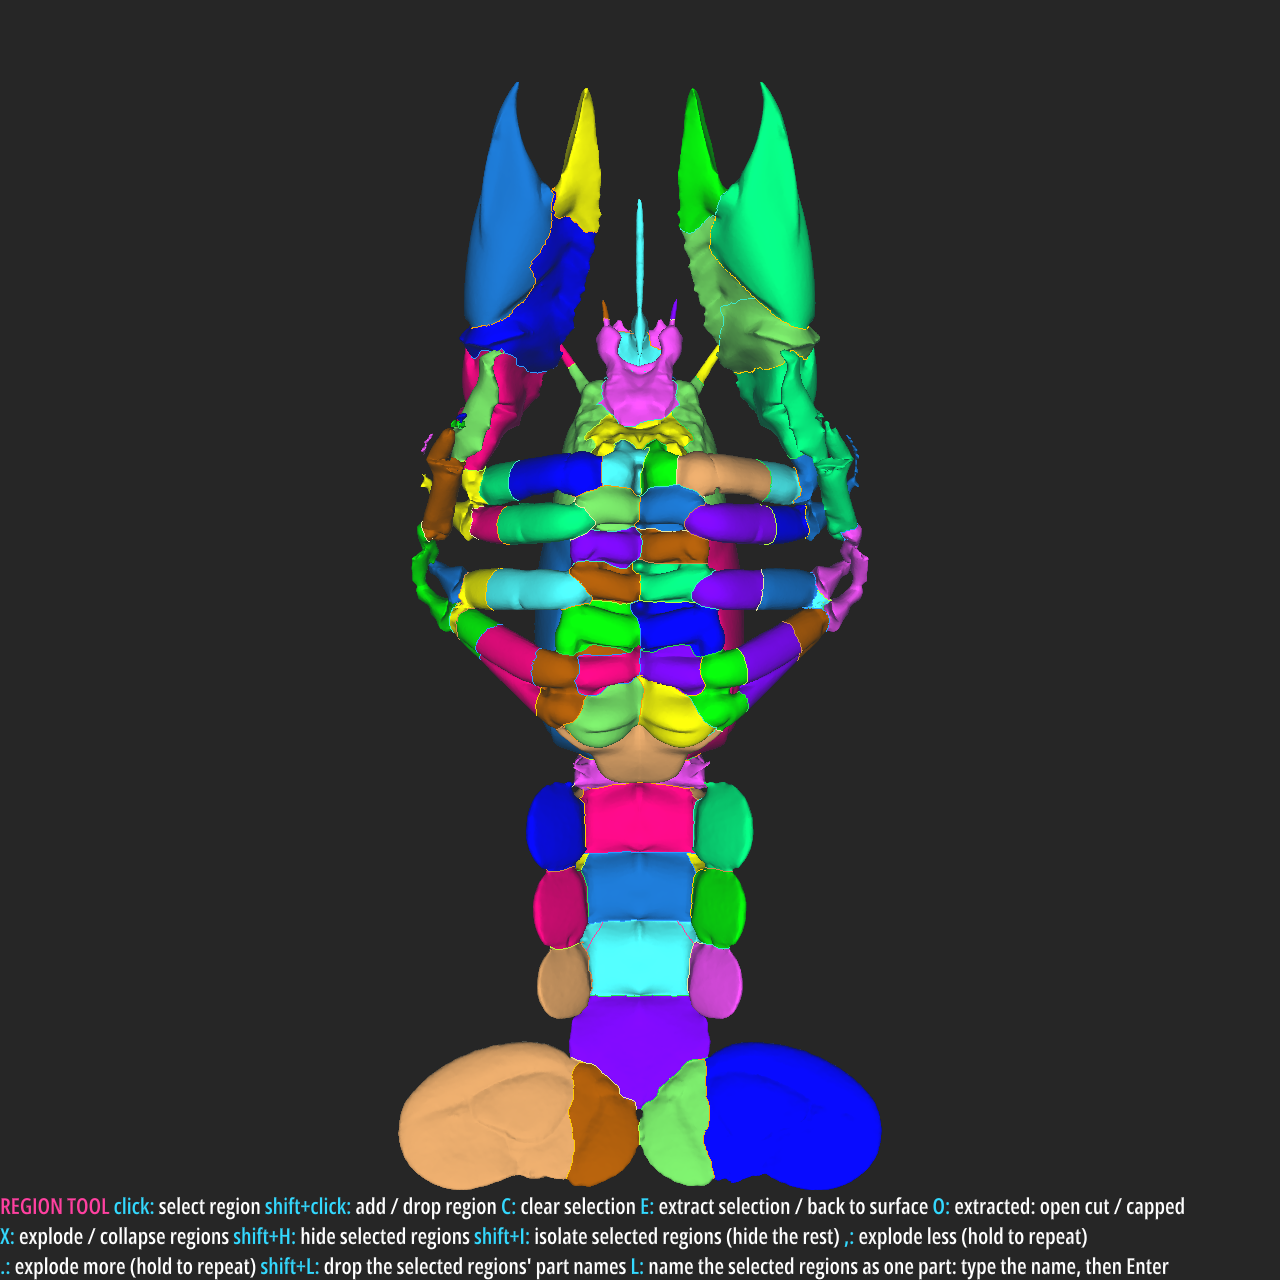 REGION TOOL click: select region shift+click: add / drop region C: clear selection E: extract selection / back to surface O: extracted: open cut / capped
X: explode / collapse regions shift+H: hide selected regions shift+I: isolate selected regions (hide the rest) ,: explode less (hold to repeat)
.: explode more (hold to repeat) shift+L: drop the selected regions' part names L: name the selected regions as one part: type the name, then Enter